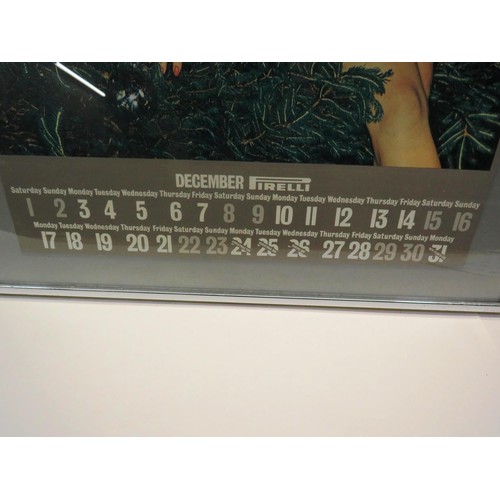 DECEMBER PIRELLI
Saturday Sunday Monday Tuesday Wednesday Thursday Friday Saturday Sunday Monday Tuesday Wednesday Thursday Friday Saturday Sunday
1 2 3 4 5 6 7 8 9 10 11 12 13 14 15 16
Monday Tuesday Wednesday Thursday Friday Saturday Sunday Monday Tuesday Wednesday Thursday Friday Saturday Sunday Monday
17 18 19 20 21 22 23 24 25 26 27 28 29 30 31